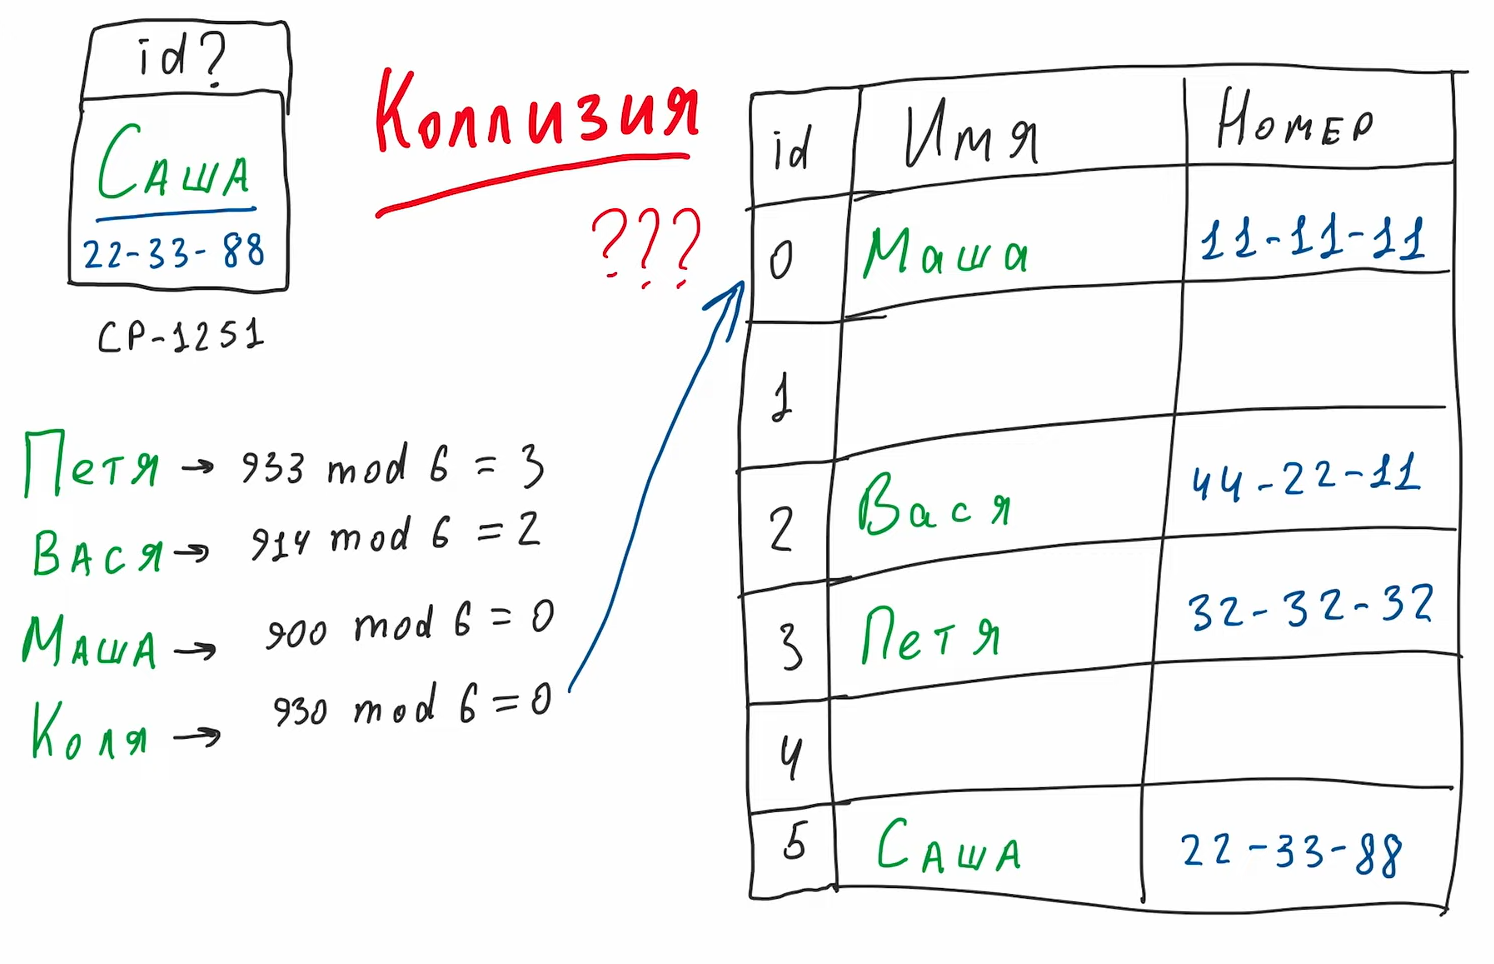 id?
Саша
22-33-88
CP-1251
Коллизия
???
Петя → 933 mod 6 = 3
Вася → 914 mod 6 = 2
Маша → 900 mod 6 = 0
Коля → 930 mod 6 = 0
id Имя Номер
0 Маша 11-11-11
1
2 Вася 44-22-11
3 Петя 32-32-32
4
5 Саша 22-33-88